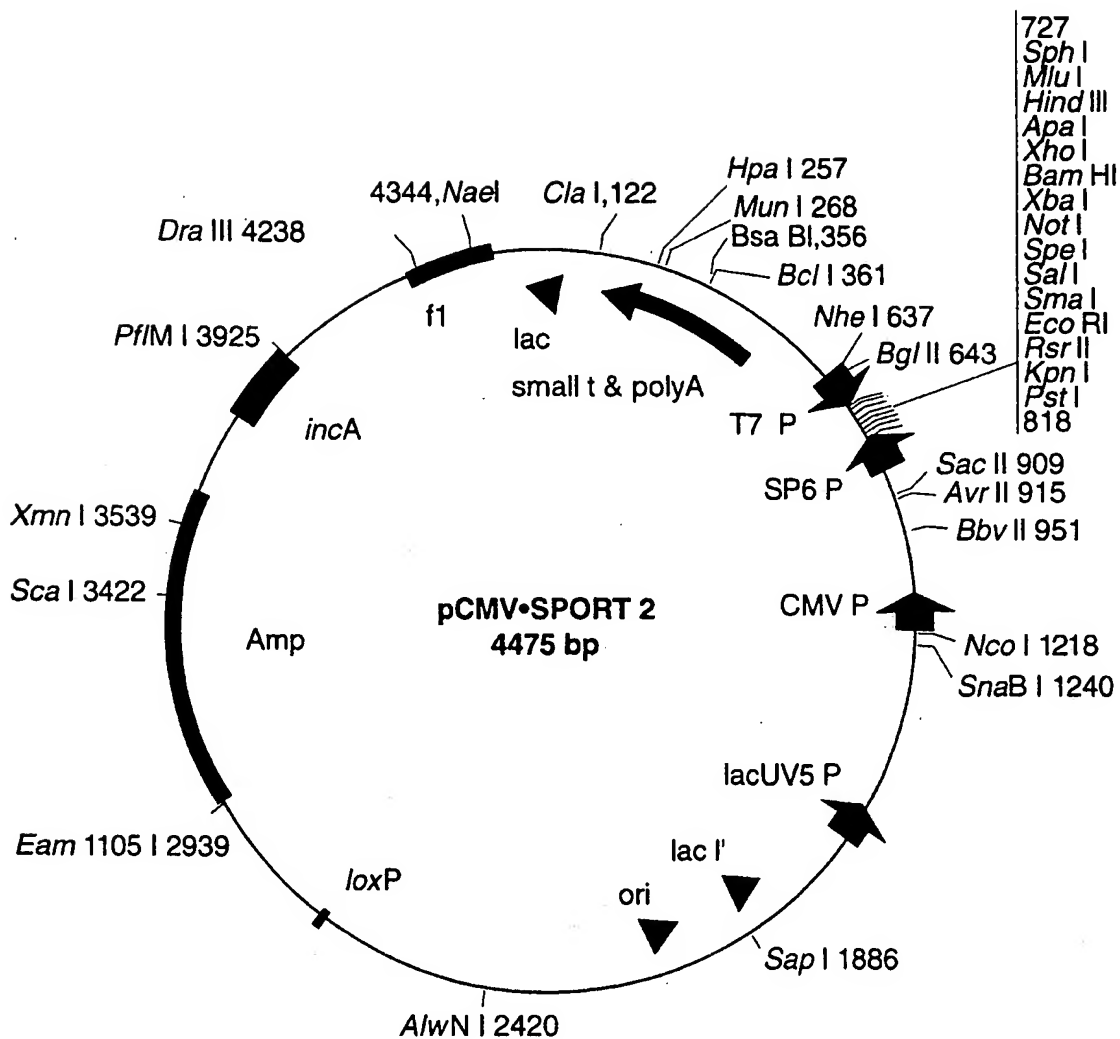 727
Sph I
Mlu I
Hind III
Apa I
Xho I
Bam HI
Xba I
Not I
Spe I
Sal I
Sma I
Eco RI
Rsr II
Kpn I
Pst I
818
Hpa I 257
Mun I 268
Bsa BI,356
Bcl I 361
Cla I,122
4344,NaeI
Dra III 4238
f1
lac
small t & polyA
Nhe I 637
Bgl II 643
T7 P
SP6 P
PflM I 3925
incA
Sac II 909
Avr II 915
Bbv II 951
Xmn I 3539
Sca I 3422
Amp
pCMV•SPORT 2
4475 bp
CMV P
Nco I 1218
SnaB I 1240
lacUV5 P
Eam 1105 I 2939
loxP
lac I'
ori
Sap I 1886
AlwN I 2420